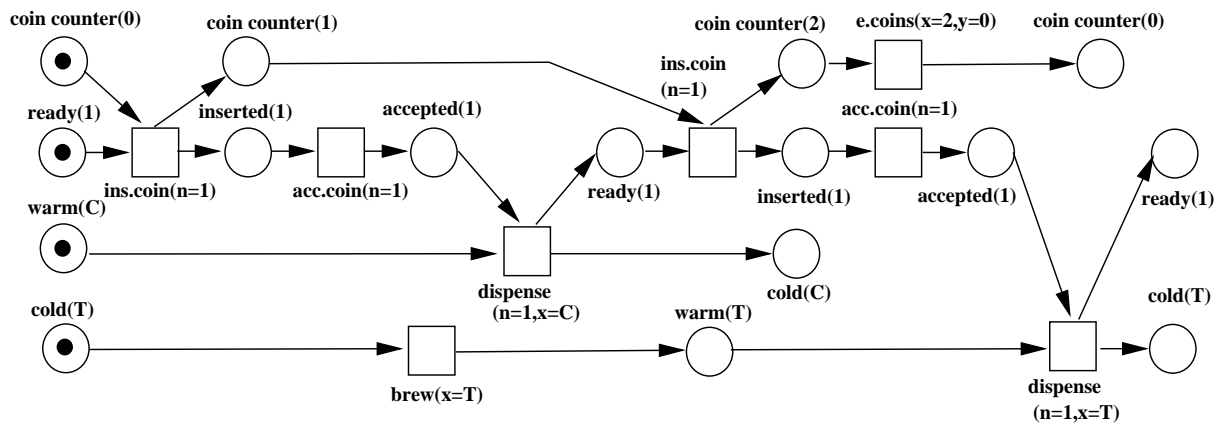 coin counter(0)
coin counter(1)
coin counter(2)
e.coins(x=2,y=0)
coin counter(0)
ins.coin
(n=1)
ready(1)
inserted(1)
accepted(1)
acc.coin(n=1)
ins.coin(n=1)
acc.coin(n=1)
ready(1)
inserted(1)
accepted(1)
ready(1)
warm(C)
dispense
(n=1,x=C)
cold(C)
cold(T)
warm(T)
cold(T)
brew(x=T)
dispense
(n=1,x=T)